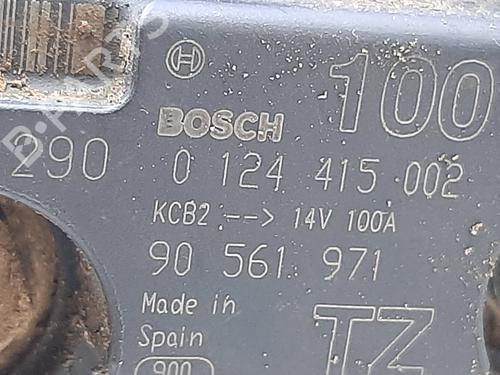 100
BOSCH
290 0 124 415 002
KCB2 --> 14V 100A
90 561 971
Made in
Spain
TZ
900